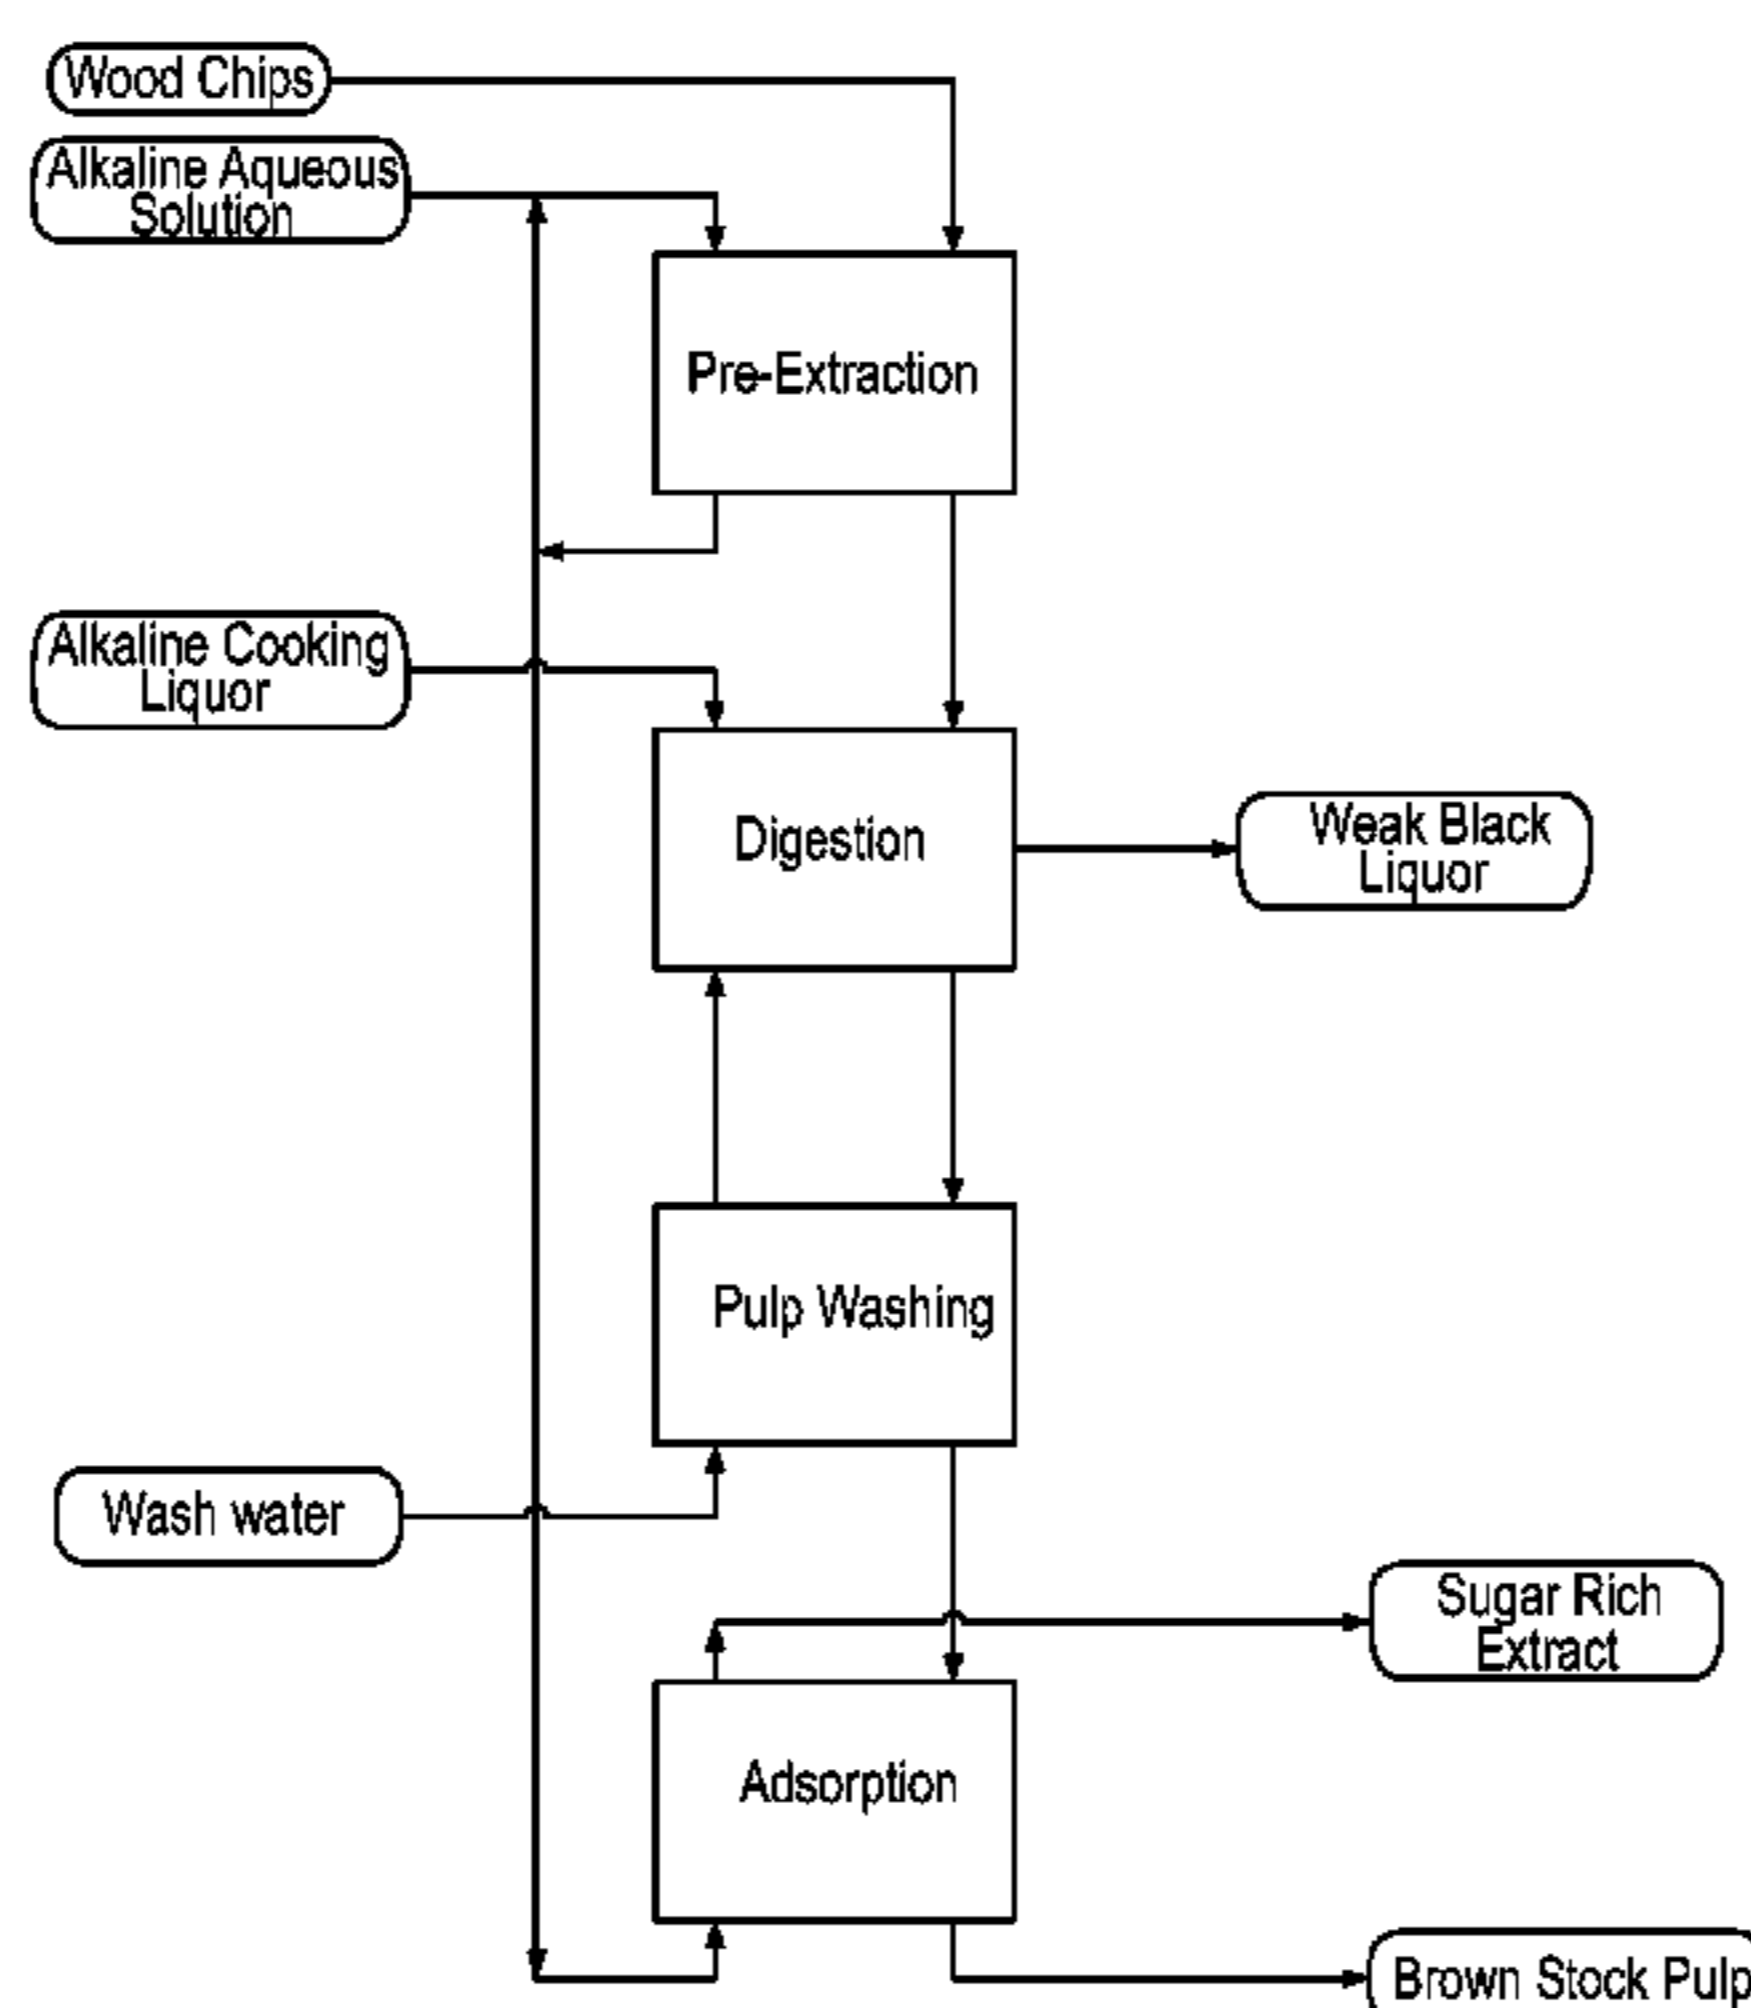 Wood Chips
Alkaline Aqueous
Solution
Pre-Extraction
Alkaline Cooking
Liquor
Digestion
Weak Black
Liquor
Pulp Washing
Wash water
Sugar Rich
Extract
Adsorption
Brown Stock Pulp